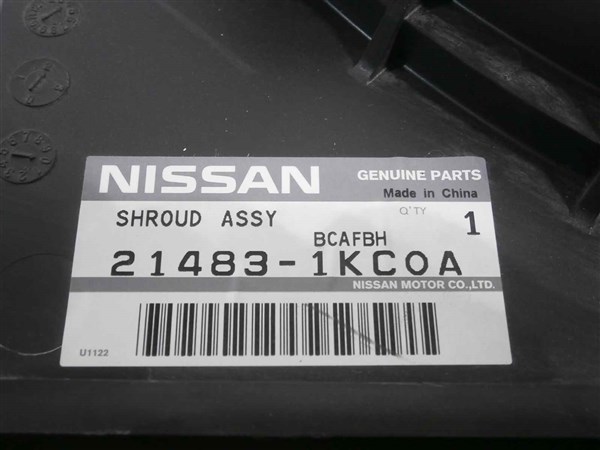 NISSAN
GENUINE PARTS
Made in China
SHROUD ASSY
Q'TY 1
BCAFBH
21483-1KC0A
NISSAN MOTOR CO.,LTD.
U1122